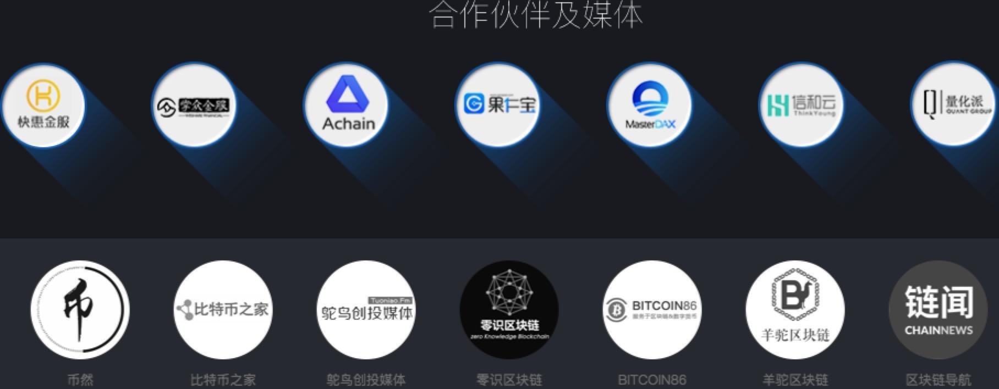 合作伙伴及媒体
快惠金服
掌众金服
Achain
果仁宝
MasterDAX
信和云
ThinkYoung
量化派
QUANT GROUP
币
比特币之家
Tuoniao.Fm
鸵鸟创投媒体
零识区块链
zero Knowledge Blockchain
BITCOIN86
服务于区块链&数字货币
B
羊驼区块链
链闻
CHAINNEWS
币然
比特币之家
鸵鸟创投媒体
零识区块链
BITCOIN86
羊驼区块链
区块链导航